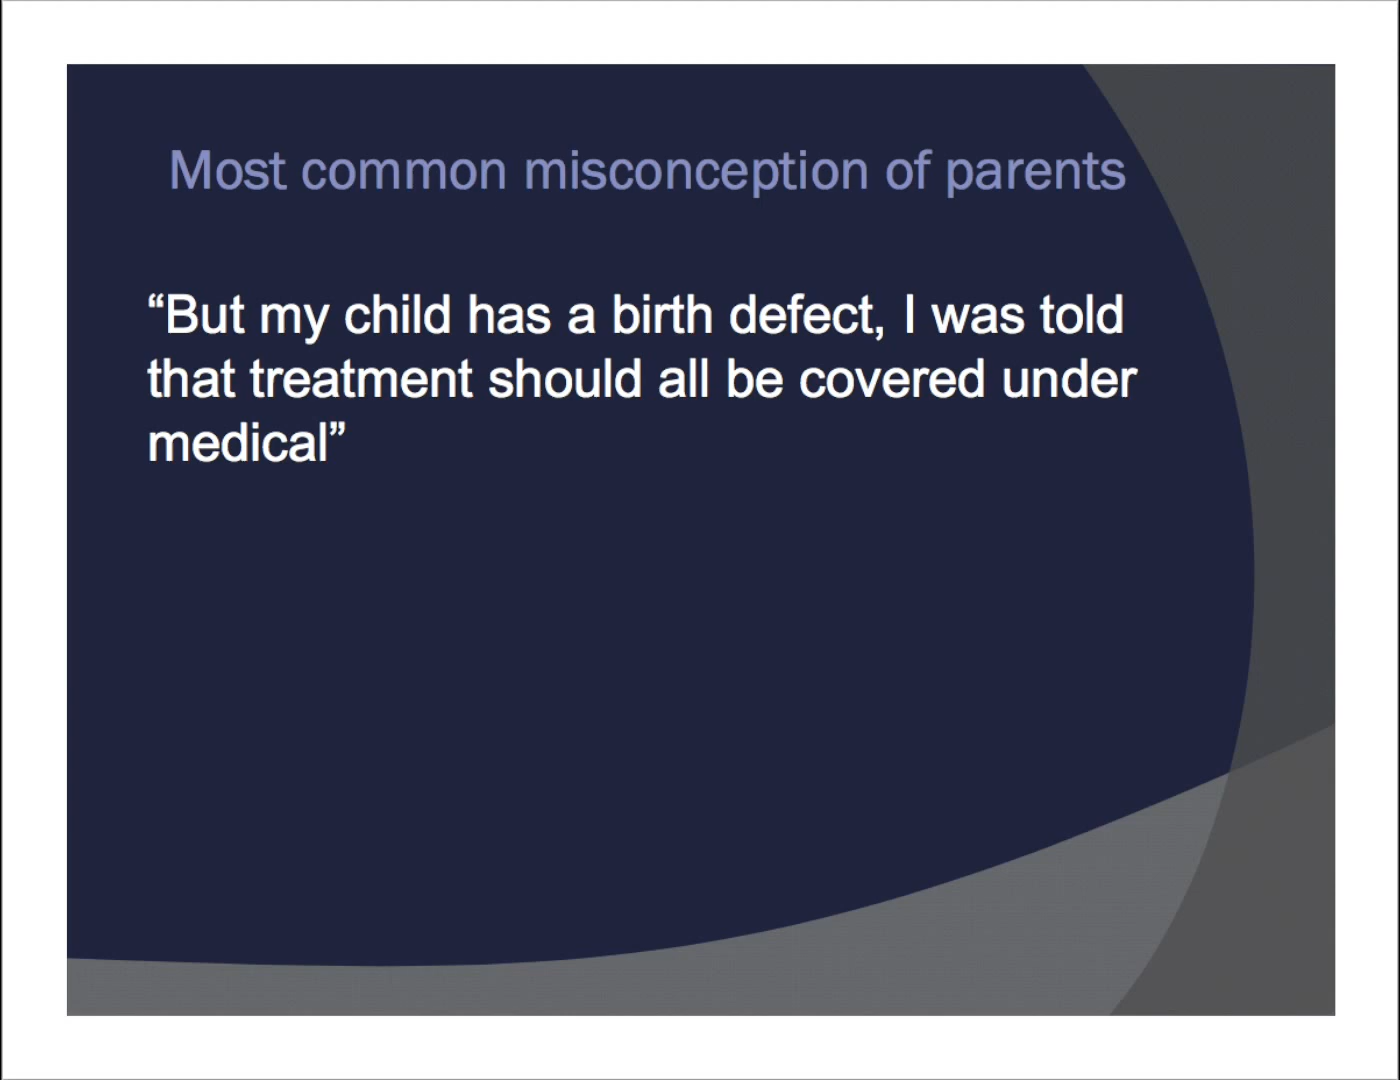 Most common misconception of parents
“But my child has a birth defect, I was told
that treatment should all be covered under
medical”